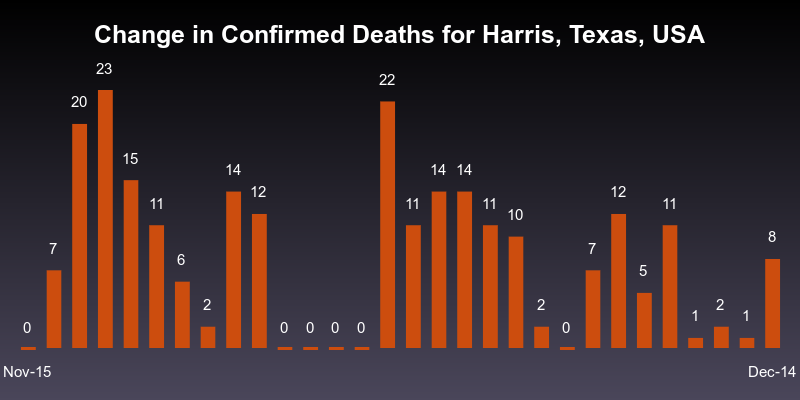 Change in Confirmed Deaths for Harris, Texas, USA
0 7 20 23 15 11 6 2 14 12 0 0 0 0 22 11 14 14 11 10 2 0 7 12 5 11 1 2 1 8
Nov-15 Dec-14